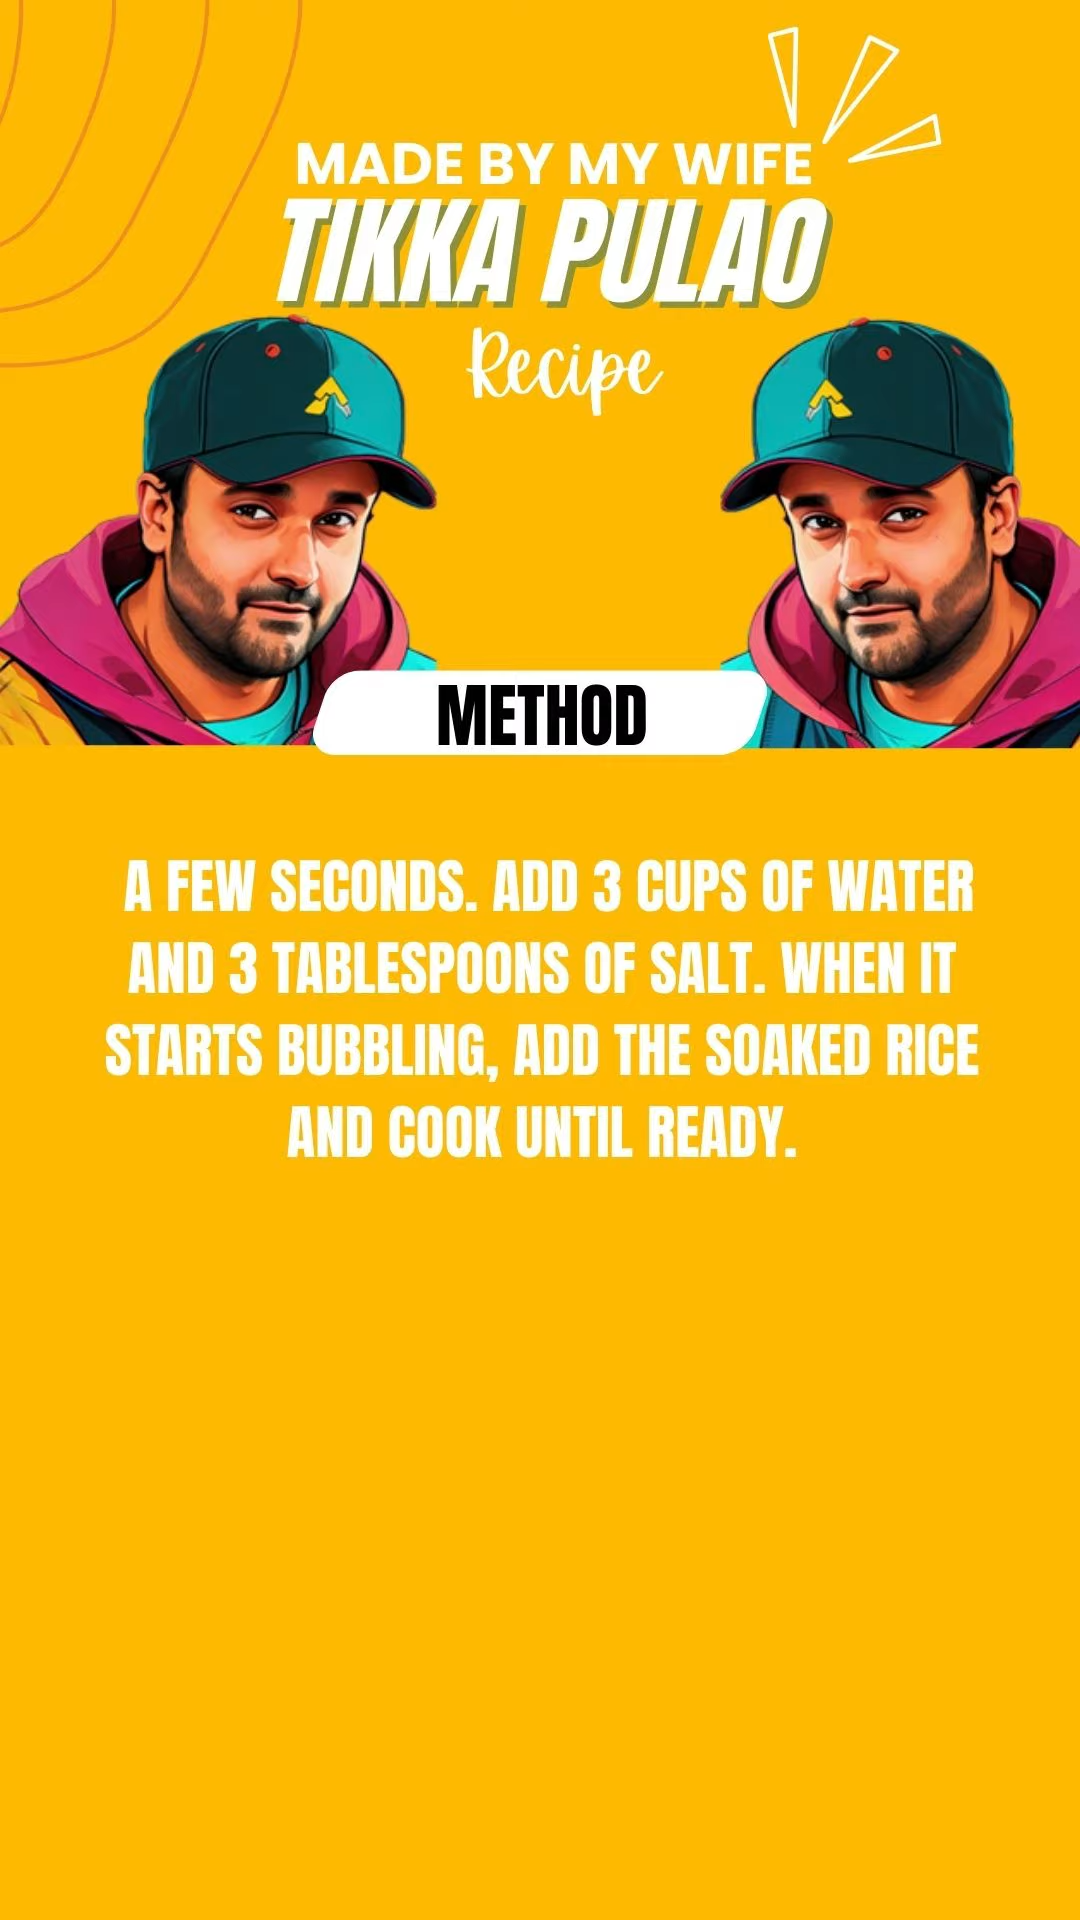 MADE BY MY WIFE
TIKKA PULAO
Recipe
METHOD
A FEW SECONDS. ADD 3 CUPS OF WATER
AND 3 TABLESPOONS OF SALT. WHEN IT
STARTS BUBBLING, ADD THE SOAKED RICE
AND COOK UNTIL READY.